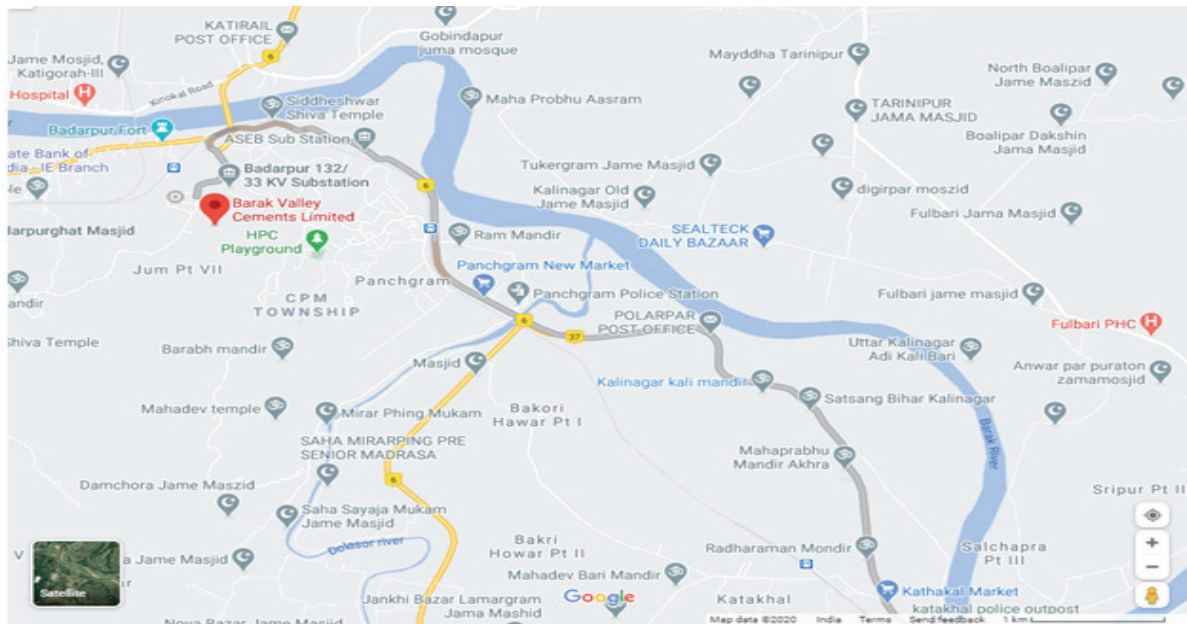 KATIRAIL
POST OFFICE
6
Gobindapur
juma mosque
Mayddha Tarinipur
Jame Mosjid,
Katigorah-III
North Boalipar
Jame Maszid
Hospital
Kinokal Road
Siddheshwar
Shiva Temple
Maha Probhu Aasram
TARINIPUR
JAMA MASJID
Badarpur Fort
ASEB Sub Station
Boalipar Dakshin
Jama Masjid
ate Bank of
dia - IE Branch
Badarpur 132/
33 KV Substation
6
Tukergram Jame Masjid
Kalinagar Old
Jame Masjid
digirpar moszid
Barak Valley
Cements Limited
Fulbari Jama Masjid
darpurghat Masjid
HPC
Playground
Ram Mandir
SEALTECK
DAILY BAZAAR
Jum Pt VII
Panchgram
Panchgram New Market
andir
CPM
TOWNSHIP
Panchgram Police Station
Fulbari jame masjid
6
37
POLARPAR
POST OFFICE
Fulbari PHC
Shiva Temple
Barabh mandir
Masjid
Uttar Kalinagar
Adi Kali Bari
Kalinagar kali mandir
Anwar par puraton
zamamosjid
Mahadev temple
Mirar Phing Mukam
Bakori
Hawar Pt I
Satsang Bihar Kalinagar
Barak River
SAHA MIRARPING PRE
SENIOR MADRASA
Mahaprabhu
Mandir Akhra
6
Damchora Jame Maszid
Sripur Pt II
Saha Sayaja Mukam
Jame Masjid
Dolasor river
Bakri
Howar Pt II
Radharaman Mondir
Salchapra
Pt III
V
a Jame Masjid
ur
Mahadev Bari Mandir
Satellite
Jankhi Bazar Lamargram
Jama Mashid
Google
Katakhal
Kathakal Market
katakhal police outpost
Nova Bazar Jame Masjid
Map data ©2020 India Terms Send feedback 1 km